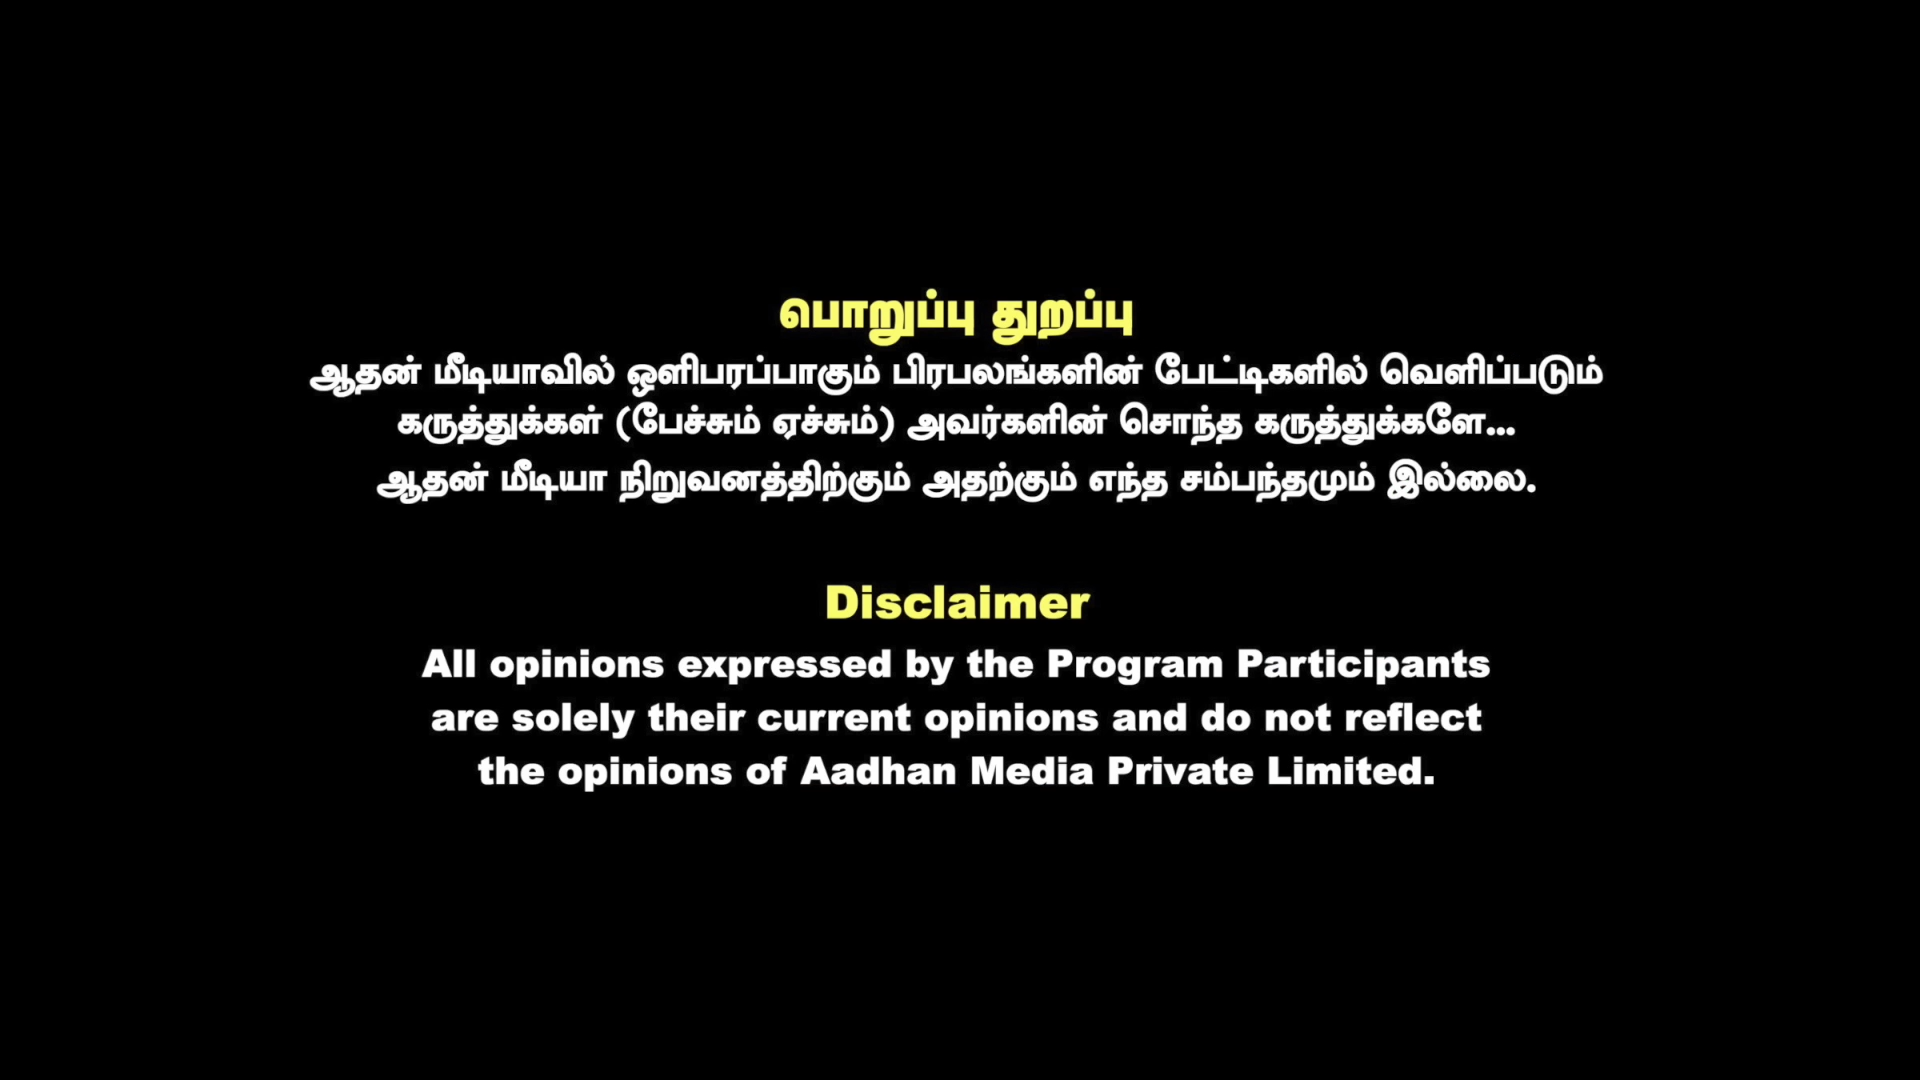 பொறுப்பு துறப்பு
ஆதன் மீடியாவில் ஒளிபரப்பாகும் பிரபலங்களின் பேட்டிகளில் வெளிப்படும்
கருத்துக்கள் (பேச்சும் ஏச்சும்) அவர்களின் சொந்த கருத்துக்களே...
ஆதன் மீடியா நிறுவனத்திற்கும் அதற்கும் எந்த சம்பந்தமும் இல்லை.
Disclaimer
All opinions expressed by the Program Participants
are solely their current opinions and do not reflect
the opinions of Aadhan Media Private Limited.